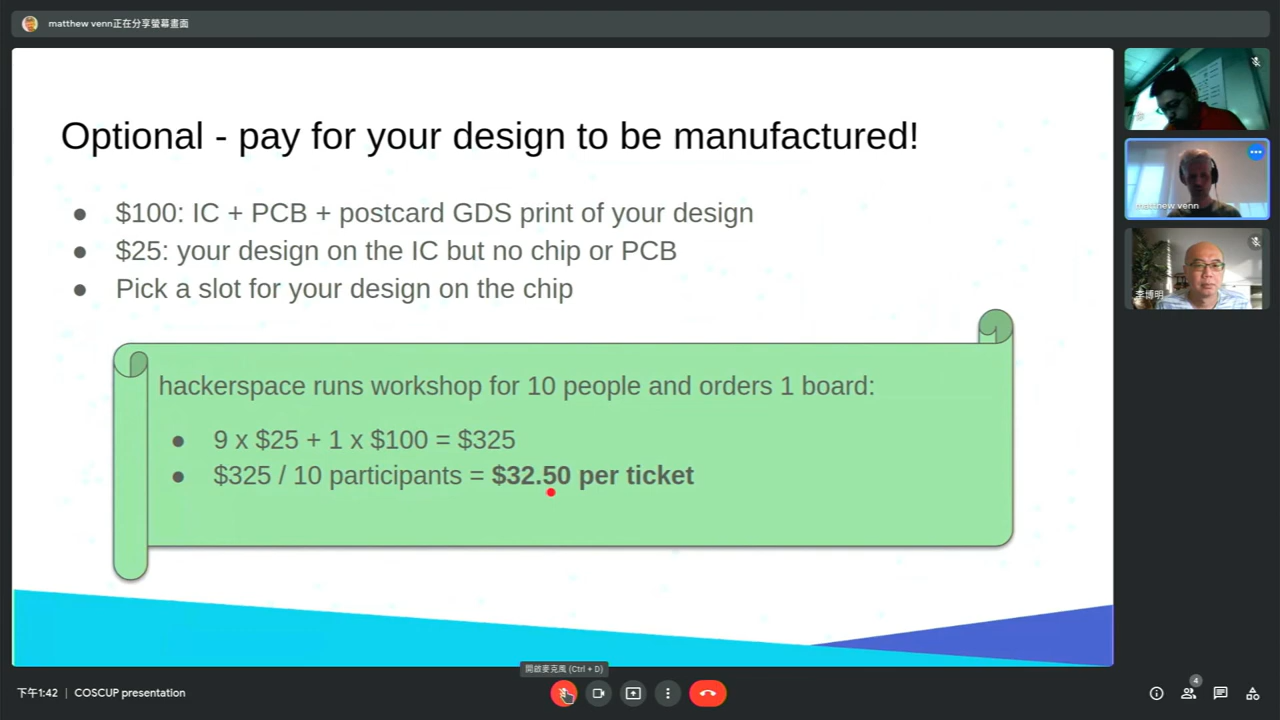 matthew venn正在分享螢幕畫面
Optional - pay for your design to be manufactured!
● $100: IC + PCB + postcard GDS print of your design
● $25: your design on the IC but no chip or PCB
● Pick a slot for your design on the chip
hackerspace runs workshop for 10 people and orders 1 board:
● 9 x $25 + 1 x $100 = $325
● $325 / 10 participants = $32.50 per ticket
matthew venn
李博明
開啟麥克風 (Ctrl + D)
下午1:42 | COSCUP presentation
4